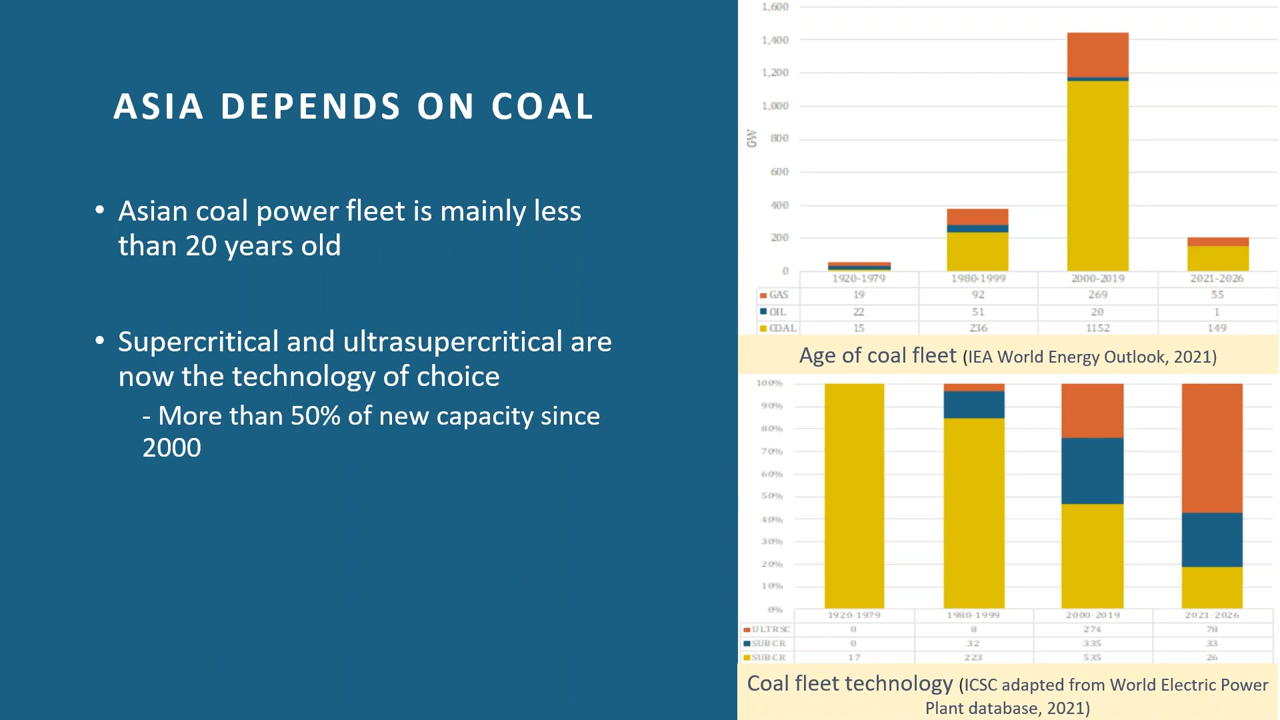 ASIA DEPENDS ON COAL
• Asian coal power fleet is mainly less
than 20 years old
• Supercritical and ultrasupercritical are
now the technology of choice
- More than 50% of new capacity since
2000
1,600
1,400
1,200
1,000
800
600
400
200
0
GW
1920-1979 1980-1999 2000-2019 2021-2026
GAS 19 92 269 55
OIL 22 51 20 1
COAL 15 236 1152 149
Age of coal fleet (IEA World Energy Outlook, 2021)
100%
90%
80%
70%
60%
50%
40%
30%
20%
10%
0%
1920-1979 1980-1999 2000-2019 2021-2026
ULTRSC 0 8 274 78
SUBCR 0 32 335 33
SUBCR 17 223 535 26
Coal fleet technology (ICSC adapted from World Electric Power
Plant database, 2021)